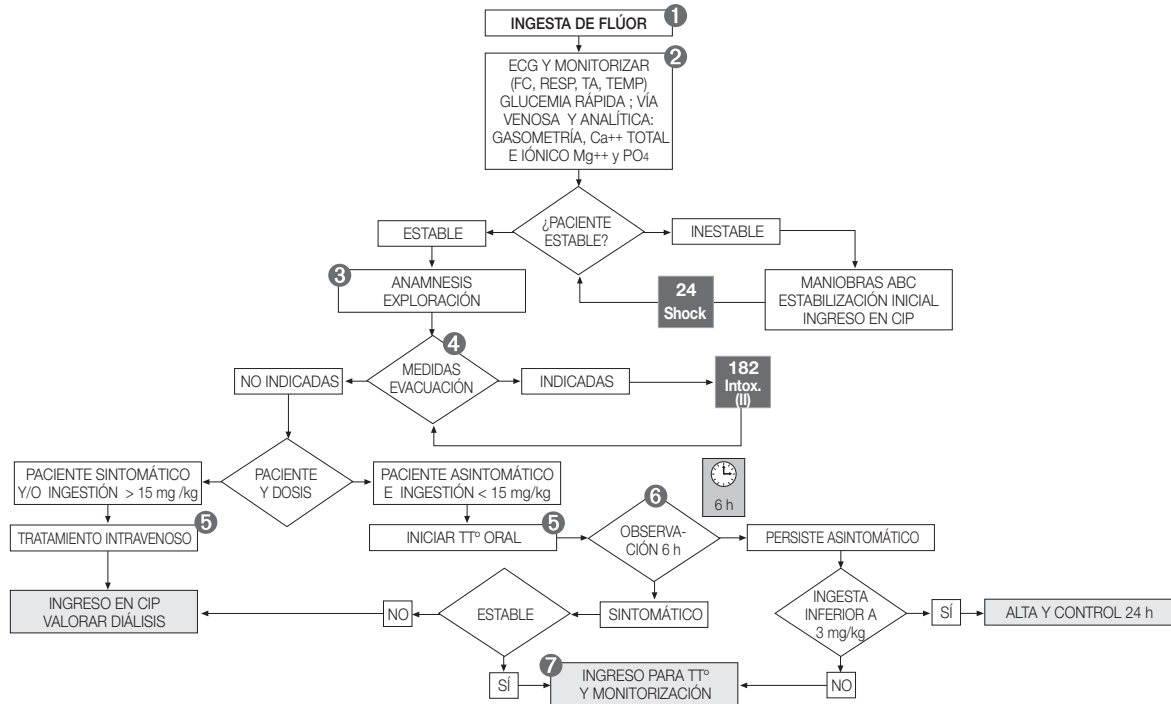 1
INGESTA DE FLÚOR
2
ECG Y MONITORIZAR
(FC, RESP, TA, TEMP)
GLUCEMIA RÁPIDA ; VÍA
VENOSA Y ANALÍTICA:
GASOMETRÍA, Ca++ TOTAL
E IÓNICO Mg++ y PO4
¿PACIENTE
ESTABLE?
ESTABLE
INESTABLE
3
ANAMNESIS
EXPLORACIÓN
24
Shock
MANIOBRAS ABC
ESTABILIZACIÓN INICIAL
INGRESO EN CIP
4
MEDIDAS
EVACUACIÓN
NO INDICADAS
INDICADAS
182
Intox.
(II)
PACIENTE SINTOMÁTICO
Y/O INGESTIÓN > 15 mg /kg
PACIENTE
Y DOSIS
PACIENTE ASINTOMÁTICO
E INGESTIÓN < 15 mg/kg
6 h
5
TRATAMIENTO INTRAVENOSO
5
INICIAR TTº ORAL
6
OBSERVA-
CIÓN 6 h
PERSISTE ASINTOMÁTICO
INGRESO EN CIP
VALORAR DIÁLISIS
NO
ESTABLE
SINTOMÁTICO
INGESTA
INFERIOR A
3 mg/kg
SÍ
ALTA Y CONTROL 24 h
SÍ
7
INGRESO PARA TTº
Y MONITORIZACIÓN
NO